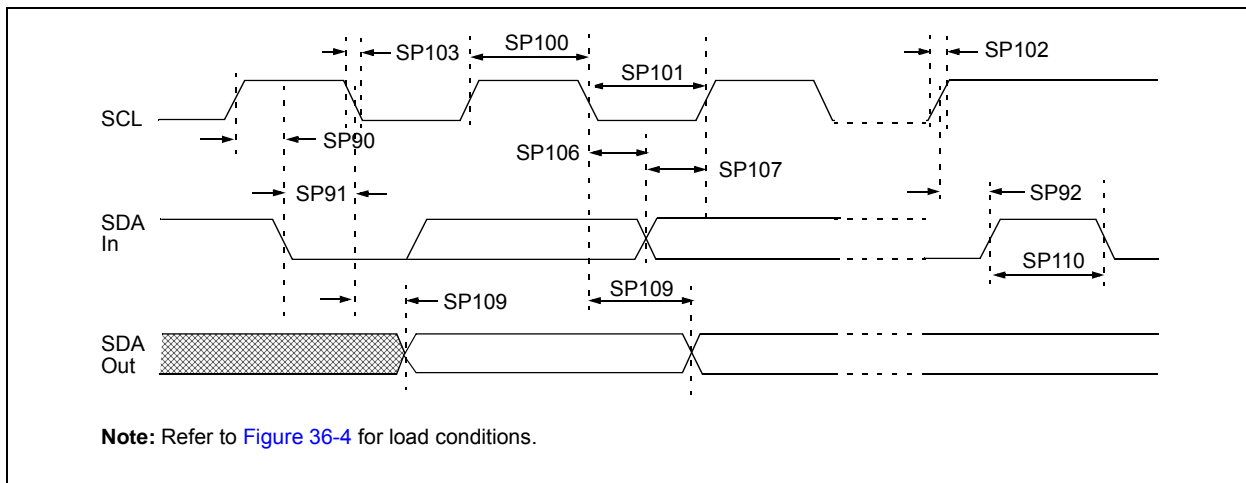 SP103
SP100
SP102
SP101
SCL
SP90
SP106
SP107
SP91
SP92
SDA
In
SP110
SP109
SP109
SDA
Out
Note: Refer to Figure 36-4 for load conditions.